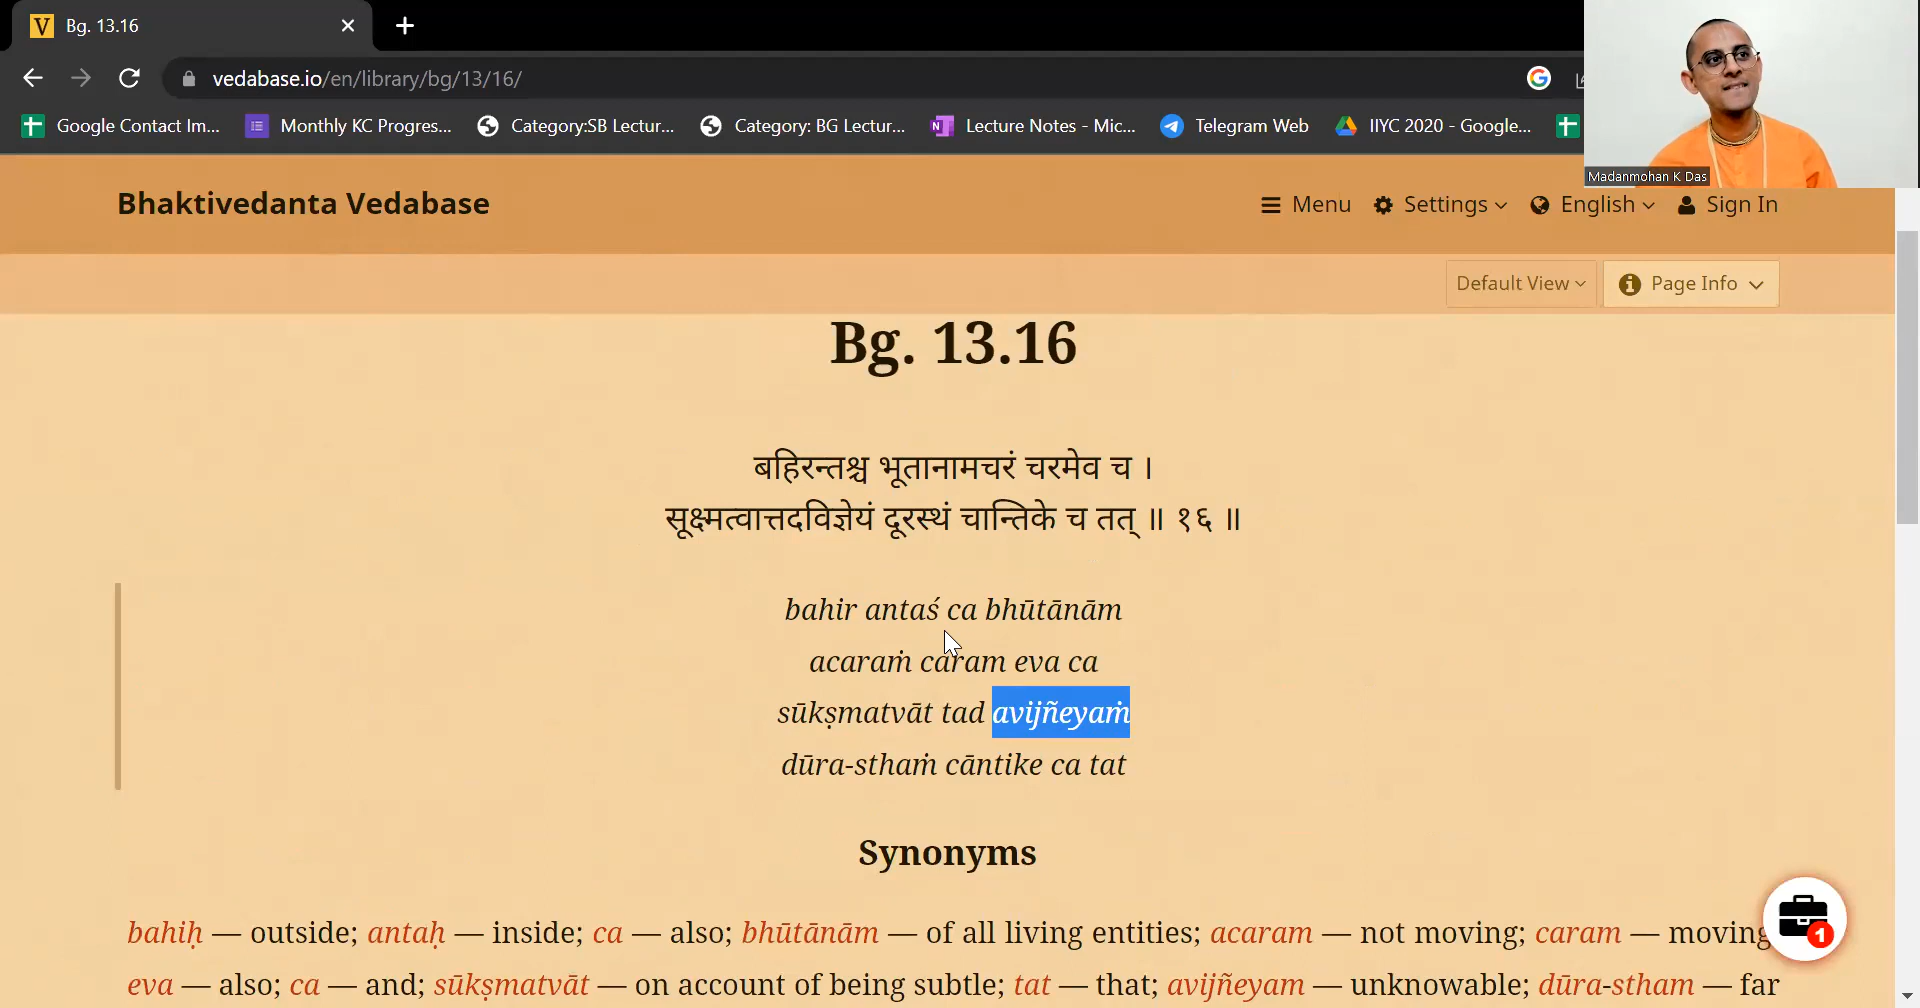 Bg. 13.16
vedabase.io/en/library/bg/13/16/
Google Contact Im... Monthly KC Progres... Category:SB Lectur... Category: BG Lectur... Lecture Notes - Mic... Telegram Web IIYC 2020 - Google...
Madanmohan K Das
Bhaktivedanta Vedabase Menu Settings English Sign In
Default View Page Info
Bg. 13.16
बहिरन्तश्च भूतानामचरं चरमेव च ।
सूक्ष्मत्वात्तदविज्ञेयं दूरस्थं चान्तिके च तत् ॥ १६ ॥
bahir antaś ca bhūtānām
acaraṁ caram eva ca
sūkṣmatvāt tad avijñeyaṁ
dūra-sthaṁ cāntike ca tat
Synonyms
bahiḥ — outside; antaḥ — inside; ca — also; bhūtānām — of all living entities; acaram — not moving; caram — moving
eva — also; ca — and; sūkṣmatvāt — on account of being subtle; tat — that; avijñeyam — unknowable; dūra-stham — far
1